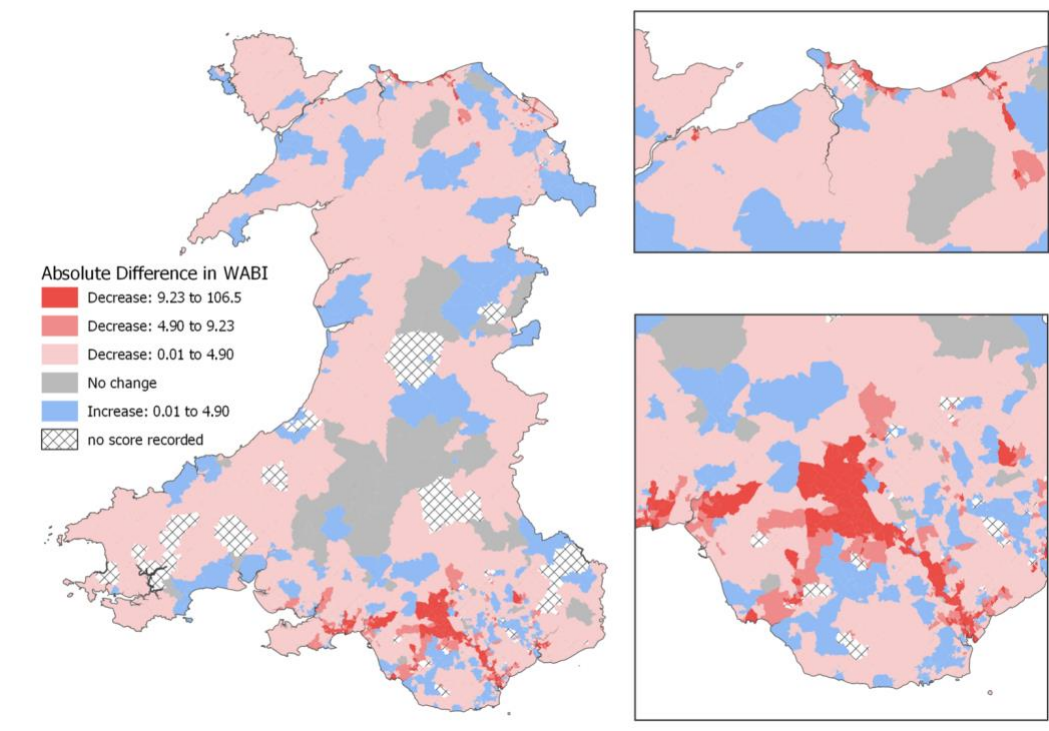 Absolute Difference in WABI
Decrease: 9.23 to 106.5
Decrease: 4.90 to 9.23
Decrease: 0.01 to 4.90
No change
Increase: 0.01 to 4.90
no score recorded